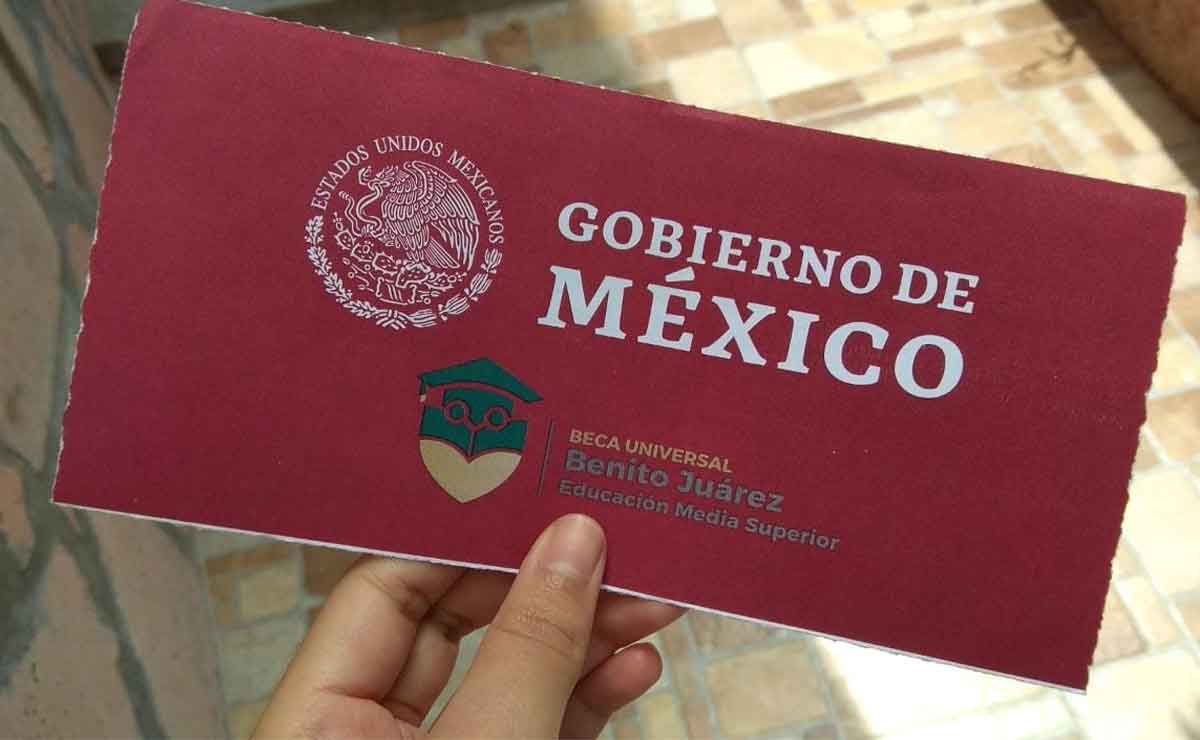 ESTADOS UNIDOS MEXICANOS
GOBIERNO DE
MÉXICO
BECA UNIVERSAL
Benito Juárez
Educación Media Superior